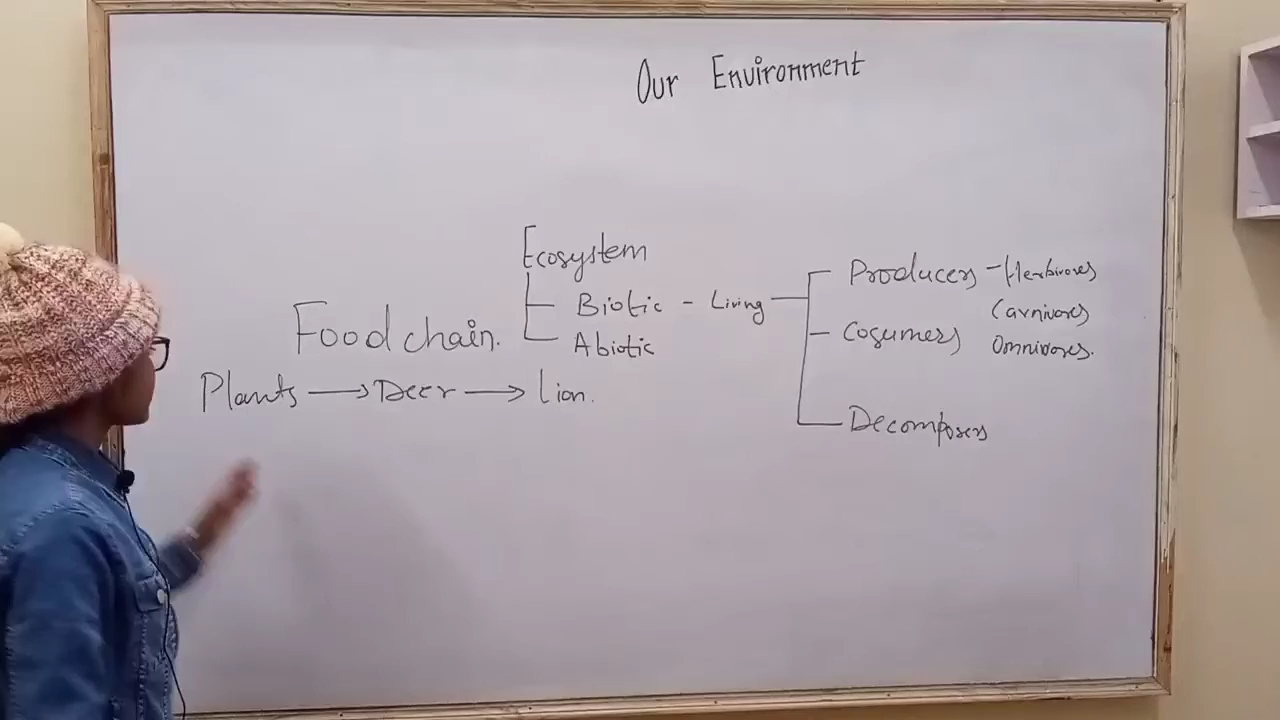 Our Environment
Ecosystem
Biotic - Living
Abiotic
Producers - Herbivores
Carnivores
Cosumers Omnivores.
Decomposers
Food chain.
Plants → Deer → Lion.